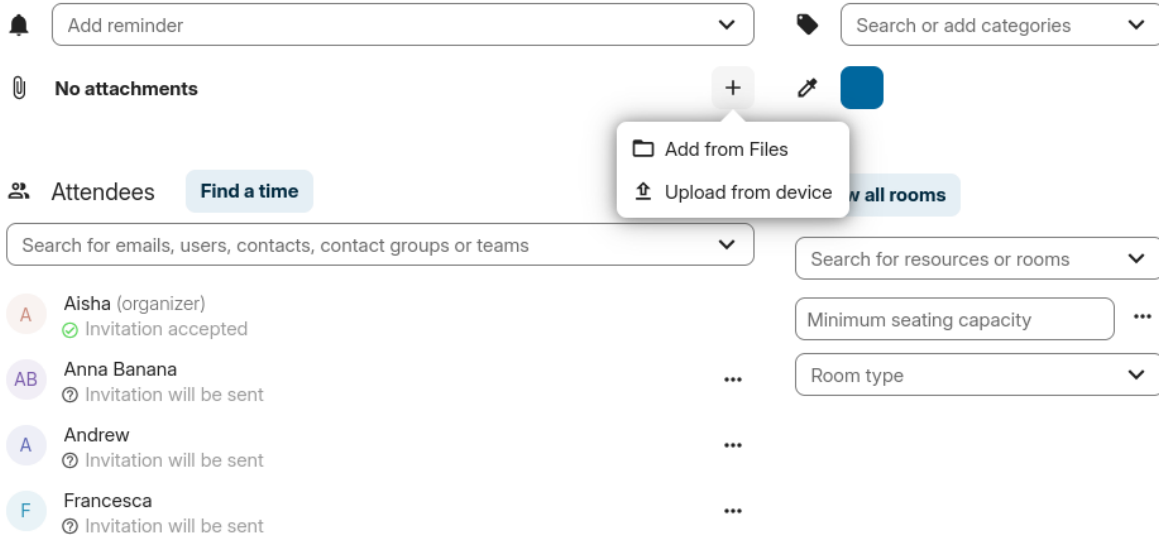 Add reminder
Search or add categories
No attachments
Add from Files
Upload from device
Attendees
Find a time
all rooms
Search for emails, users, contacts, contact groups or teams
Search for resources or rooms
A
Aisha (organizer)
Invitation accepted
Minimum seating capacity
AB
Anna Banana
Invitation will be sent
Room type
A
Andrew
Invitation will be sent
F
Francesca
Invitation will be sent